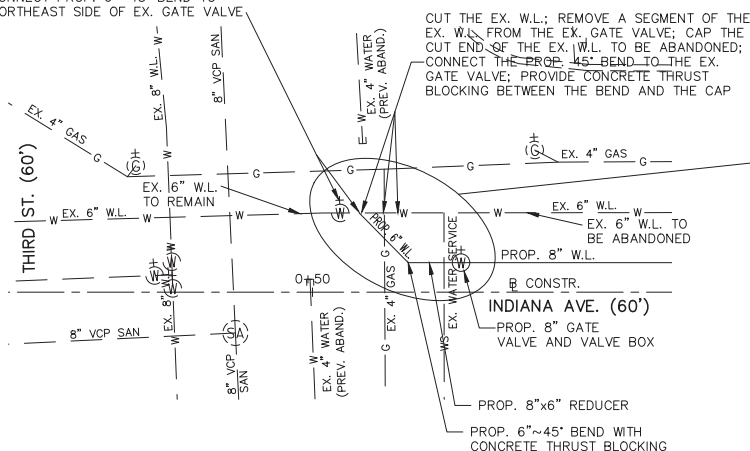 CONNECT PROP. 6"~45° BEND TO
NORTHEAST SIDE OF EX. GATE VALVE
CUT THE EX. W.L.; REMOVE A SEGMENT OF THE
EX. W.L. FROM THE EX. GATE VALVE; CAP THE
CUT END OF THE EX. W.L. TO BE ABANDONED;
CONNECT THE PROP. 45° BEND TO THE EX.
GATE VALVE; PROVIDE CONCRETE THRUST
BLOCKING BETWEEN THE BEND AND THE CAP
W
EX. 8" W.L.
W
8" VCP SAN
W
EX. 4" WATER
(PREV. ABAND.)
E
W
EX. 4" GAS
G
(G)
G
G
G
(G)
EX. 4" GAS
G
THIRD ST. (60')
EX. 6" W.L.
TO REMAIN
W
EX. 6" W.L.
W
W
W
W
W
W
W
EX. 6" W.L.
W
EX. 6" W.L. TO
BE ABANDONED
PROP. 6" W.L.
PROP. 8" W.L.
G
W
W
W
W
W
0+50
B CONSTR.
INDIANA AVE. (60')
EX. 8"
W
8" VCP SAN
SA
8" VCP
SAN
W
EX. 4" WATER
(PREV. ABAND.)
G
EX. 4" GAS
G
EX. WATER SERVICE
WS
PROP. 8" GATE
VALVE AND VALVE BOX
PROP. 8"x6" REDUCER
PROP. 6"~45° BEND WITH
CONCRETE THRUST BLOCKING